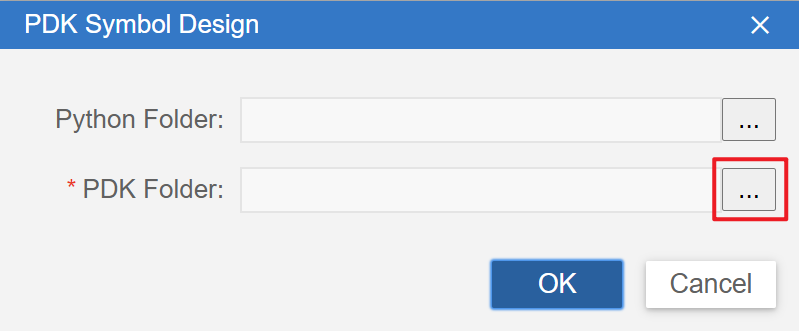 PDK Symbol Design
Python Folder: ...
* PDK Folder: ...
OK Cancel